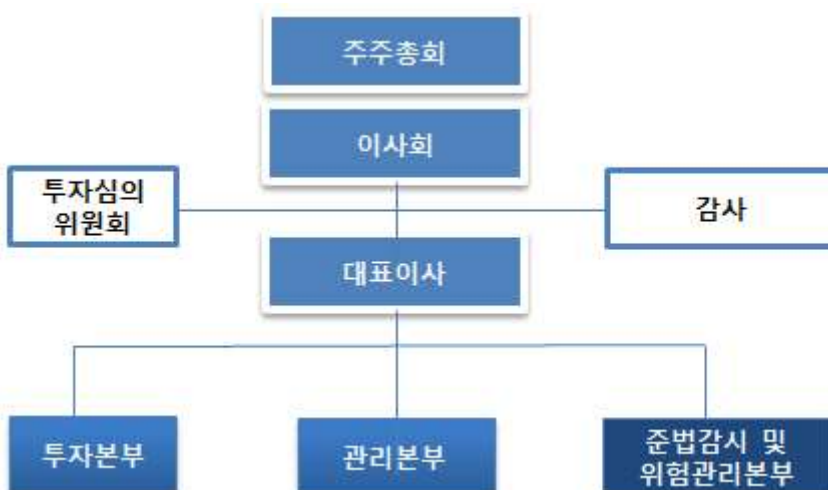 주주총회
이사회
투자심의
위원회
감사
대표이사
투자본부
관리본부
준법감시 및
위험관리본부